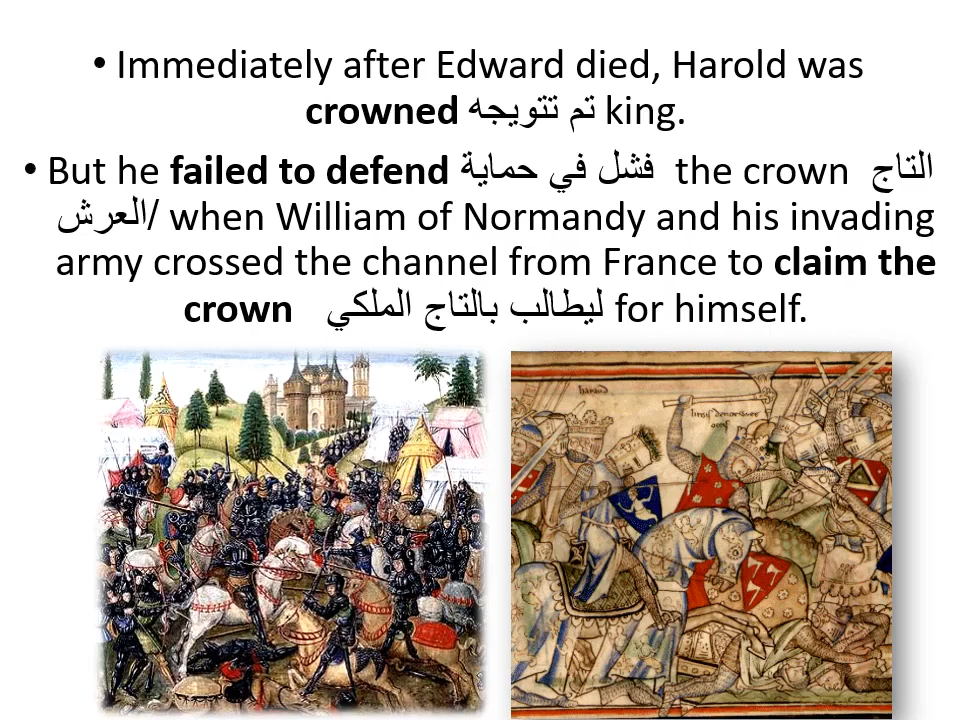 • Immediately after Edward died, Harold was
crowned تم تتويجه king.
• But he failed to defend فشل في حماية the crown التاج
/العرش when William of Normandy and his invading
army crossed the channel from France to claim the
crown ليطالب بالتاج الملكي for himself.